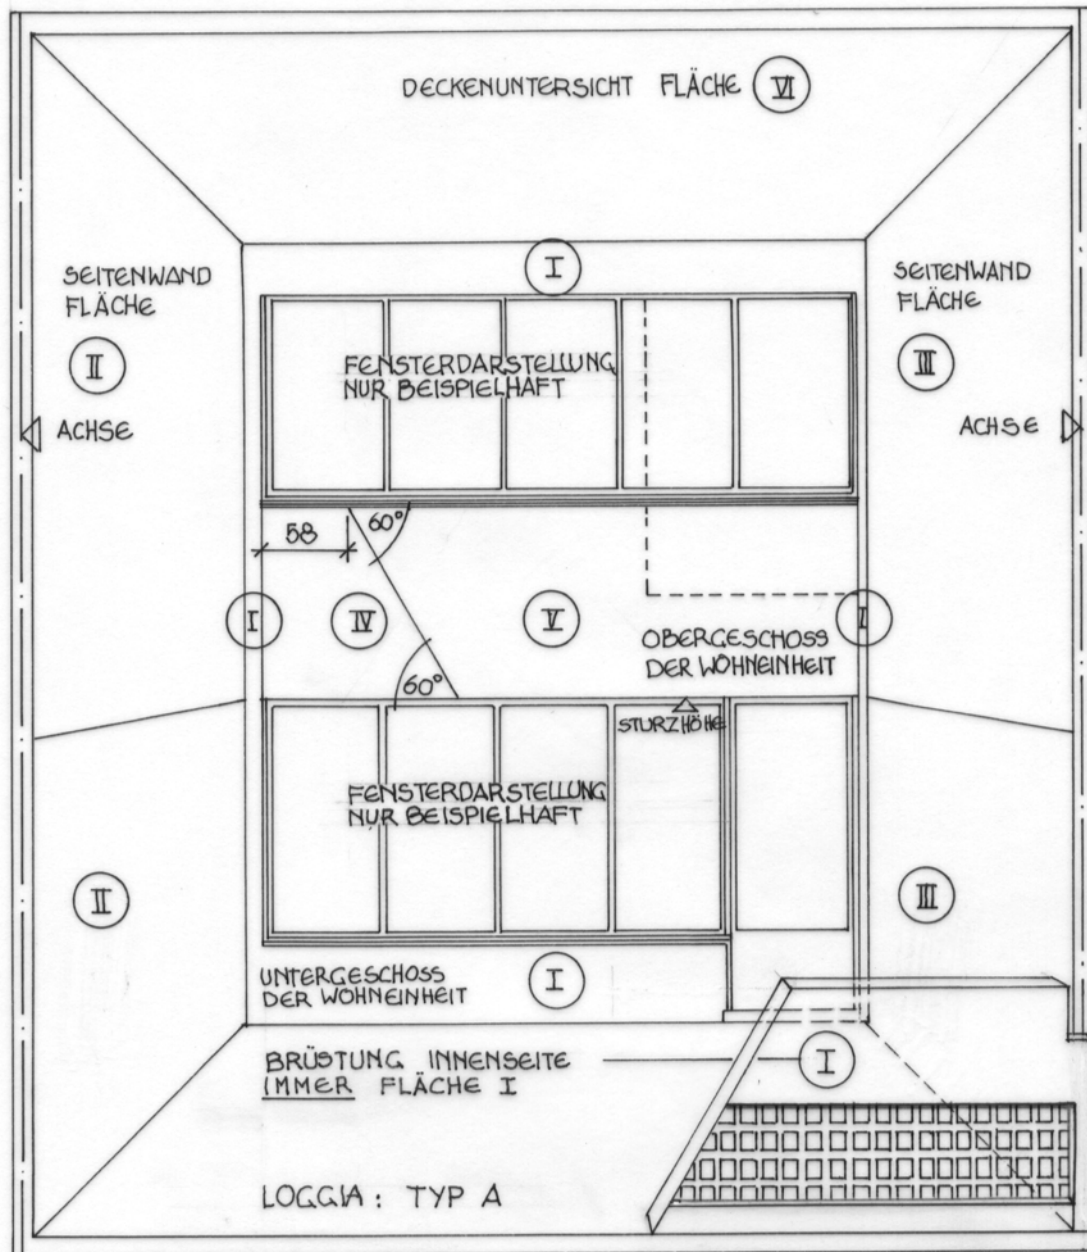 DECKENUNTERSICHT FLÄCHE VI
I
SEITENWAND
FLÄCHE
II
SEITENWAND
FLÄCHE
III
FENSTERDARSTELLUNG
NUR BEISPIELHAFT
ACHSE
ACHSE
58
60°
I
IV
V
I
OBERGESCHOSS
DER WOHNEINHEIT
60°
STURZHÖHE
FENSTERDARSTELLUNG
NUR BEISPIELHAFT
II
III
UNTERGESCHOSS
DER WOHNEINHEIT
I
BRÜSTUNG INNENSEITE
IMMER FLÄCHE I
I
LOGGIA: TYP A